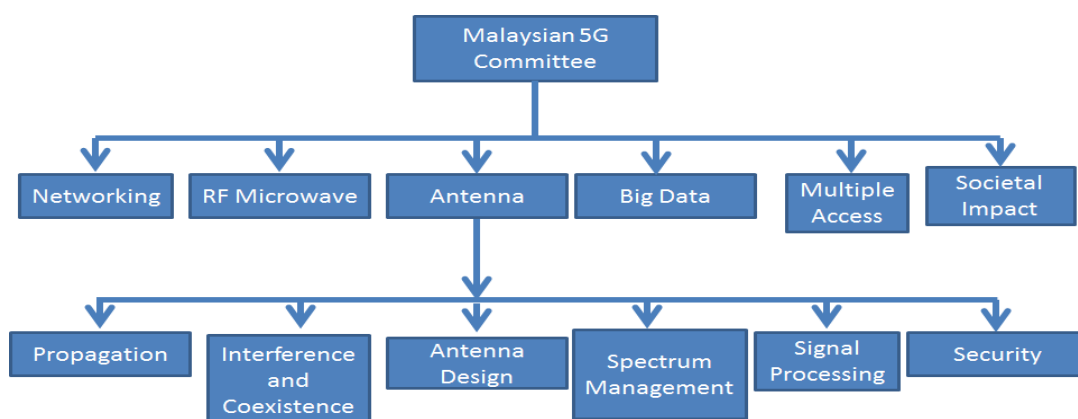 Malaysian 5G
Committee
Networking
RF Microwave
Antenna
Big Data
Multiple
Access
Societal
Impact
Propagation
Interference
and
Coexistence
Antenna
Design
Spectrum
Management
Signal
Processing
Security